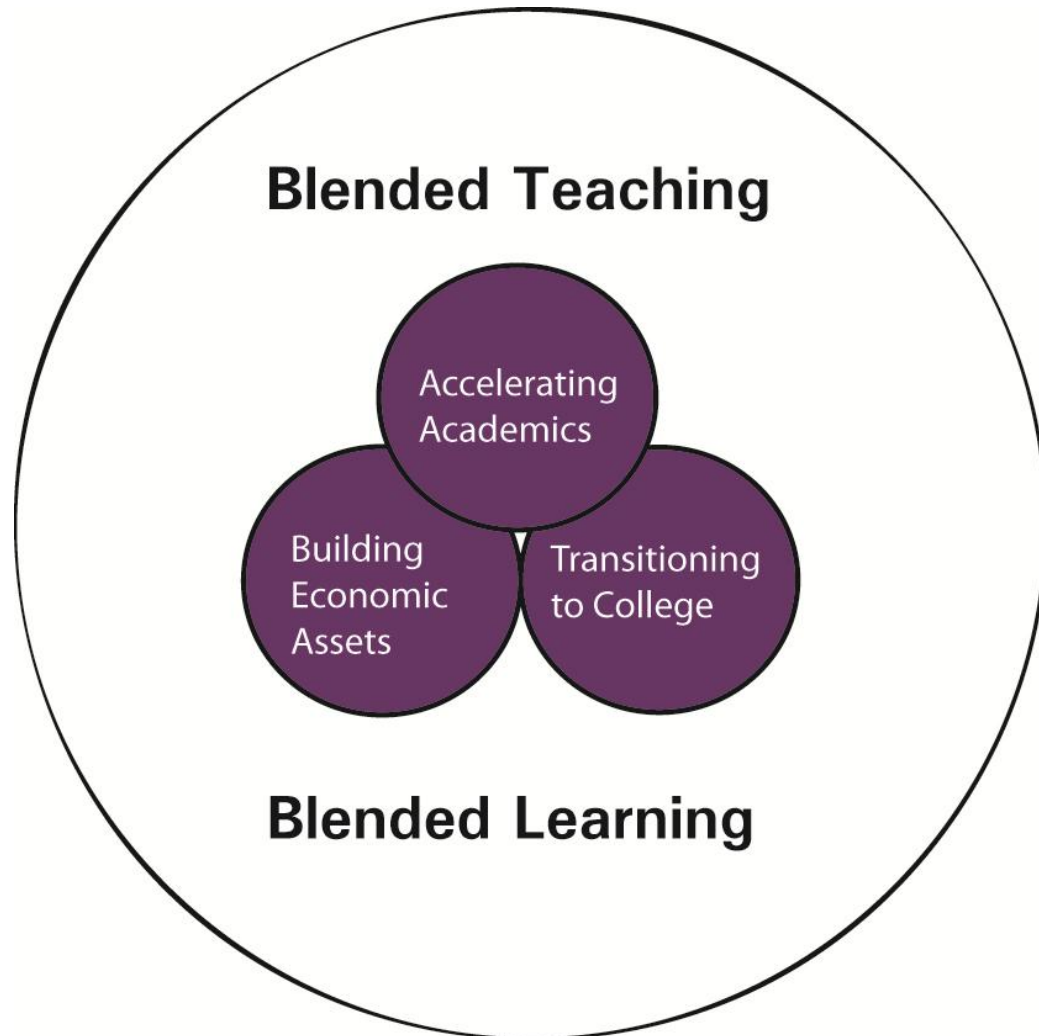 Blended Teaching
Accelerating
Academics
Building
Economic
Assets
Transitioning
to College
Blended Learning